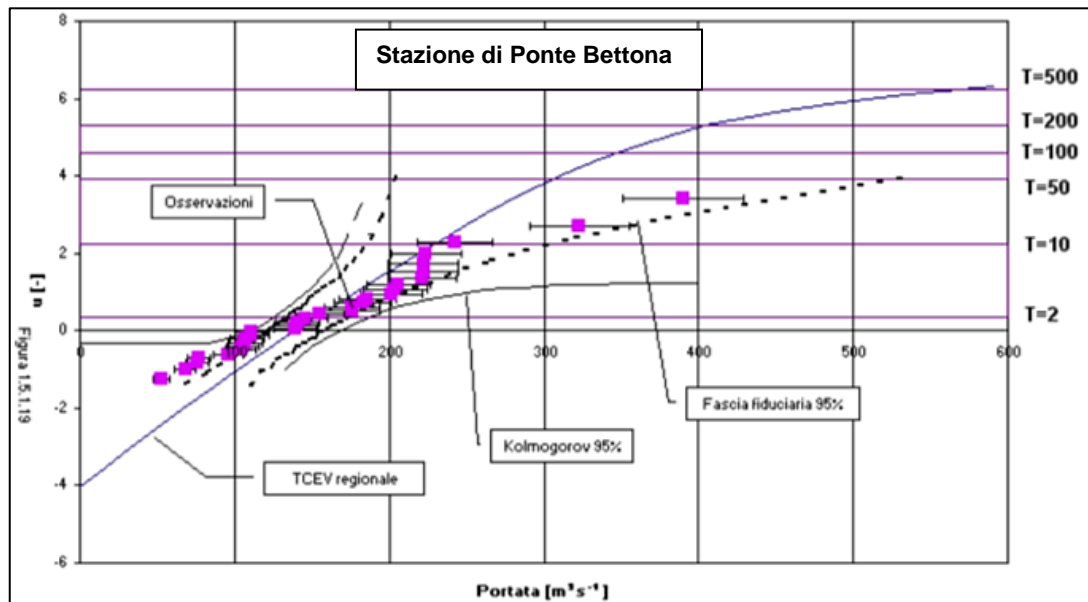 Stazione di Ponte Bettona
8
6
4
2
0
-2
-4
-6
0
100
200
300
400
500
600
u [-]
Figura 1.5.1.19
T=500
T=200
T=100
T=50
T=10
T=2
Osservazioni
Fascia fiduciaria 95%
Kolmogorov 95%
TCEV regionale
Portata [m³s⁻¹]